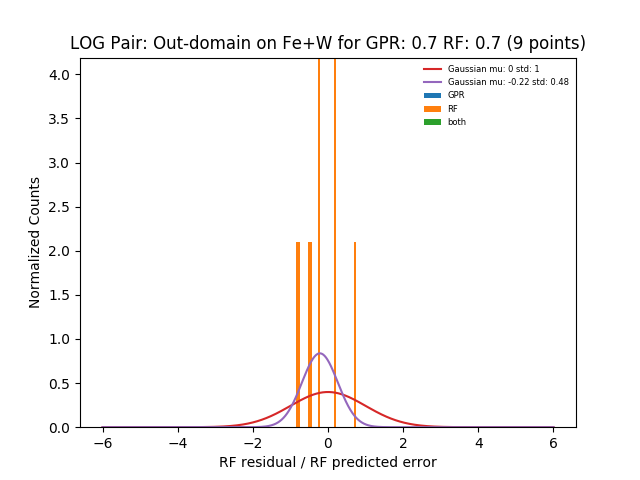 LOG Pair: Out-domain on Fe+W for GPR: 0.7 RF: 0.7 (9 points)
Gaussian mu: 0 std: 1
Gaussian mu: -0.22 std: 0.48
GPR
RF
both
Normalized Counts
4.0
3.5
3.0
2.5
2.0
1.5
1.0
0.5
0.0
−6 −4 −2 0 2 4 6
RF residual / RF predicted error